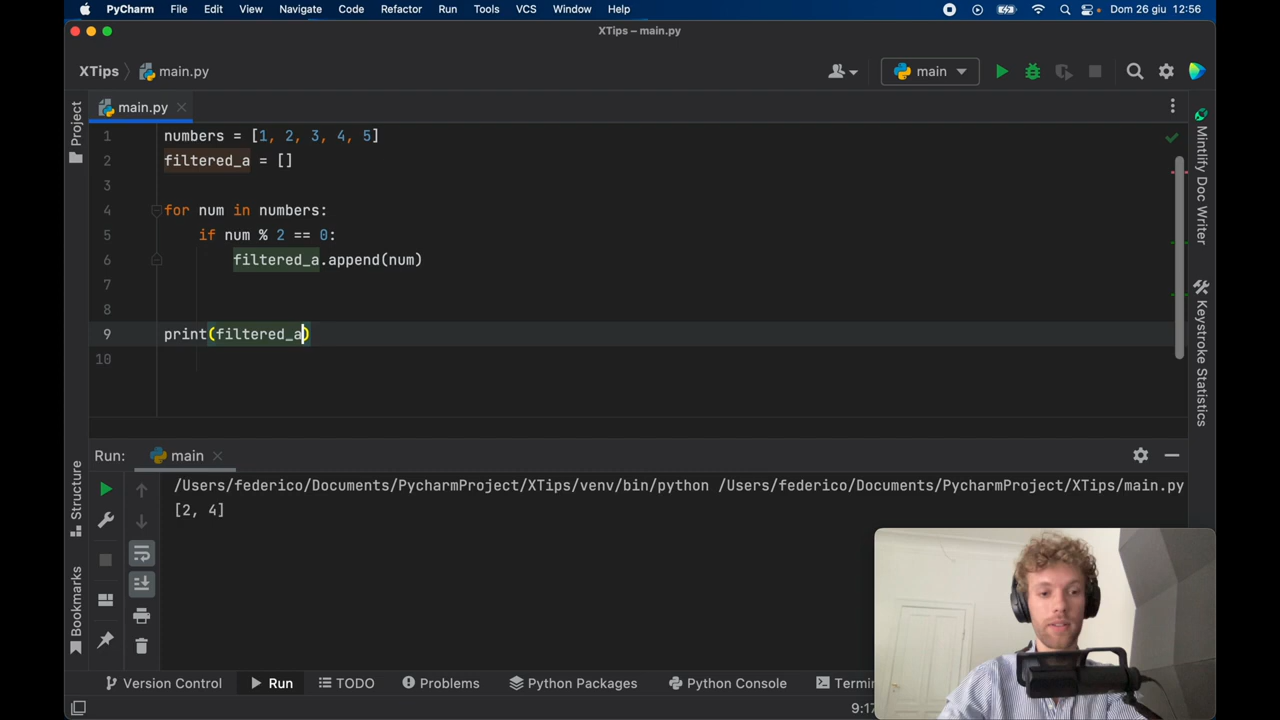 PyCharm File Edit View Navigate Code Refactor Run Tools VCS Window Help Dom 26 giu 12:56
XTips – main.py
XTips main.py main
Project
main.py
1 numbers = [1, 2, 3, 4, 5]
2 filtered_a = []
3
4 for num in numbers:
5 if num % 2 == 0:
6 filtered_a.append(num)
7
8
9 print(filtered_a)
10
Mintlify Doc Writer
Keystroke Statistics
Structure
Bookmarks
Run: main
/Users/federico/Documents/PycharmProject/XTips/venv/bin/python /Users/federico/Documents/PycharmProject/XTips/main.py
[2, 4]
Version Control Run TODO Problems Python Packages Python Console Termi
9:17